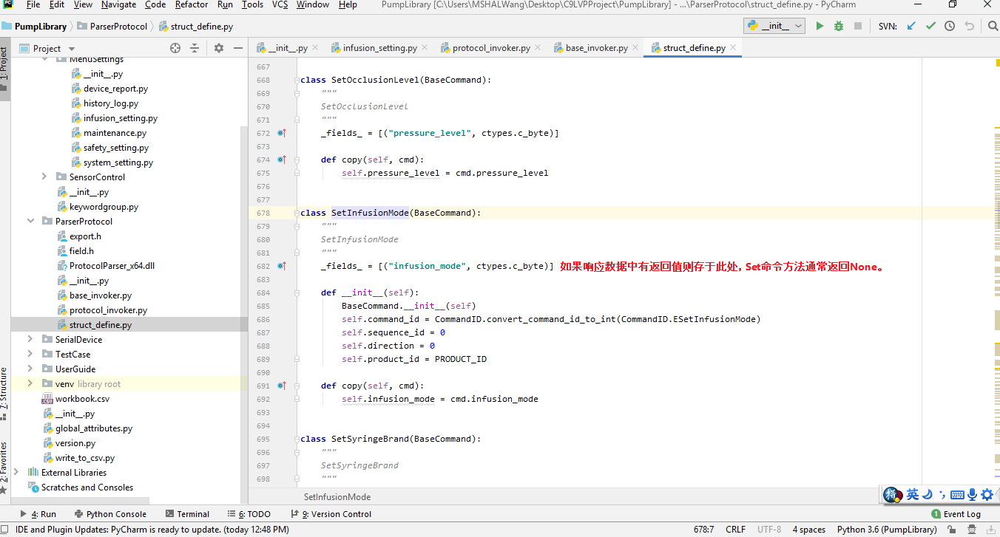 File Edit View Navigate Code Refactor Run Tools VCS Window Help PumpLibrary [C:\Users\MSHALWang\Desktop\C9LVPProject\PumpLibrary] - ...\ParserProtocol\struct_define.py - PyCharm
PumpLibrary ParserProtocol struct_define.py __init__ SVN:
Project __init__.py infusion_setting.py protocol_invoker.py base_invoker.py struct_define.py
1: Project
MenuSettings
__init__.py
device_report.py
history_log.py
infusion_setting.py
maintenance.py
safety_setting.py
system_setting.py
SensorControl
__init__.py
keywordgroup.py
ParserProtocol
export.h
field.h
ProtocolParser_x64.dll
__init__.py
base_invoker.py
protocol_invoker.py
struct_define.py
SerialDevice
TestCase
UserGuide
venv library root
workbook.csv
__init__.py
global_attributes.py
version.py
write_to_csv.py
External Libraries
Scratches and Consoles
7: Structure
2: Favorites
667
668 class SetOcclusionLevel(BaseCommand):
669 """
670 SetOcclusionLevel
671 """
672 _fields_ = [("pressure_level", ctypes.c_byte)]
673
674 def copy(self, cmd):
675 self.pressure_level = cmd.pressure_level
676
677
678 class SetInfusionMode(BaseCommand):
679 """
680 SetInfusionMode
681 """
682 _fields_ = [("infusion_mode", ctypes.c_byte)] 如果响应数据中有返回值则存于此处，Set命令方法通常返回None。
683
684 def __init__(self):
685 BaseCommand.__init__(self)
686 self.command_id = CommandID.convert_command_id_to_int(CommandID.ESetInfusionMode)
687 self.sequence_id = 0
688 self.direction = 0
689 self.product_id = PRODUCT_ID
690
691 def copy(self, cmd):
692 self.infusion_mode = cmd.infusion_mode
693
694
695 class SetSyringeBrand(BaseCommand):
696 """
697 SetSyringeBrand
698 """
SetInfusionMode
英
4: Run Python Console Terminal 6: TODO 9: Version Control 1 Event Log
IDE and Plugin Updates: PyCharm is ready to update. (today 12:48 PM) 678:7 CRLF UTF-8 4 spaces Python 3.6 (PumpLibrary)